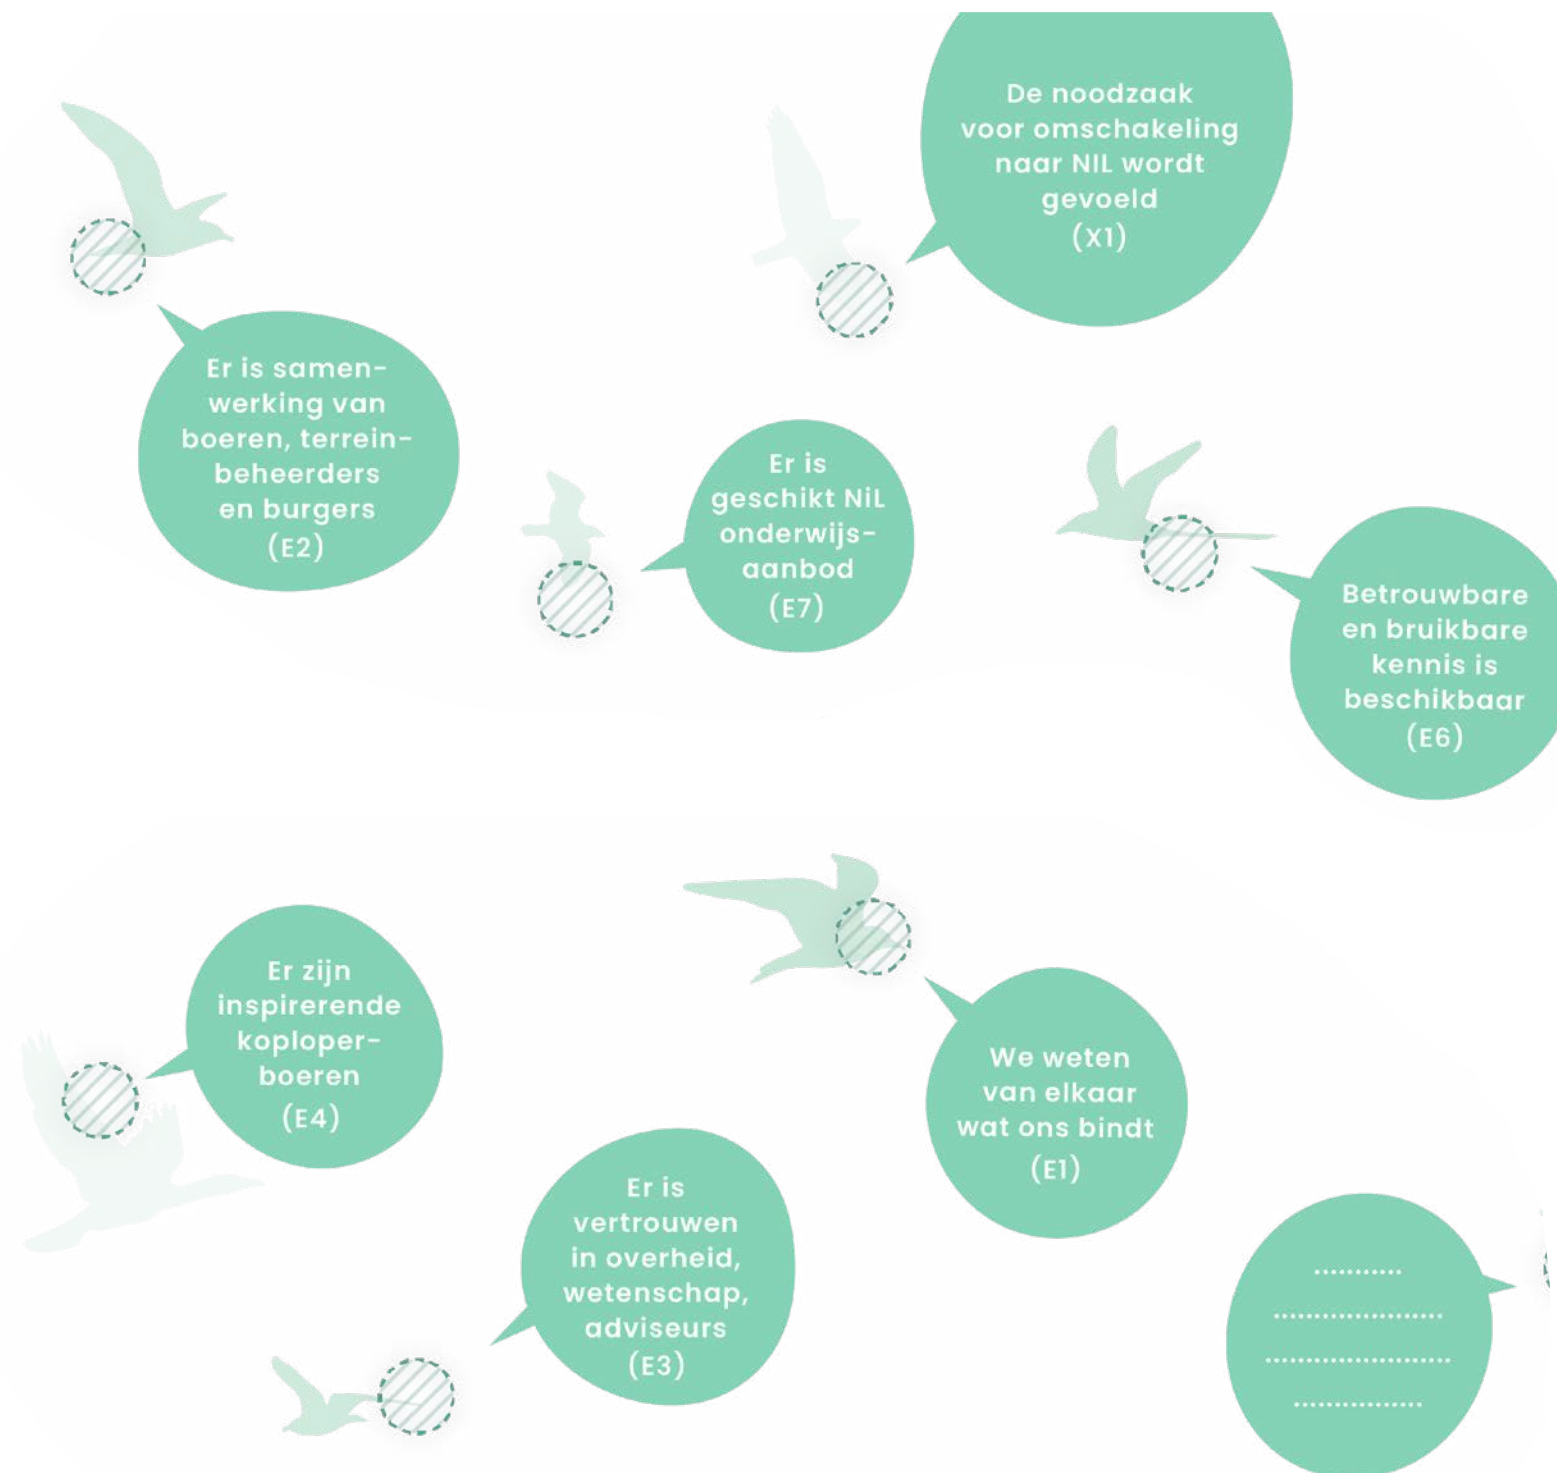 De noodzaak
voor omschakeling
naar NIL wordt
gevoeld
(X1)
Er is samen-
werking van
boeren, terrein-
beheerders
en burgers
(E2)
Er is
geschikt NiL
onderwijs-
aanbod
(E7)
Betrouwbare
en bruikbare
kennis is
beschikbaar
(E6)
Er zijn
inspirerende
koploper-
boeren
(E4)
We weten
van elkaar
wat ons bindt
(E1)
Er is
vertrouwen
in overheid,
wetenschap,
adviseurs
(E3)
...........
.....................
.......................
................